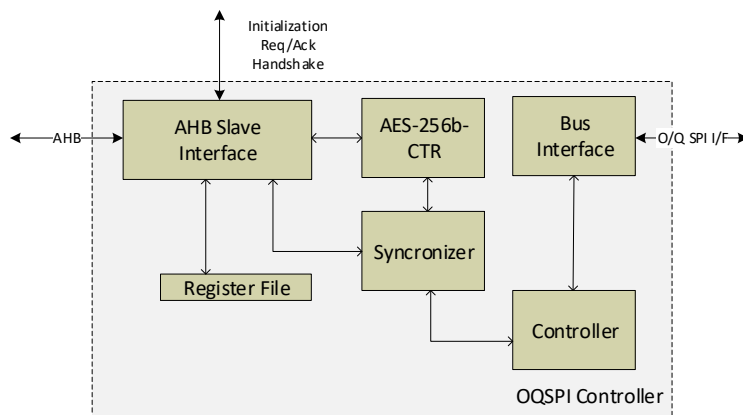 Initialization
Req/Ack
Handshake
AHB
AHB Slave
Interface
AES-256b-
CTR
Bus
Interface
O/Q SPI I/F
Syncronizer
Register File
Controller
OQSPI Controller